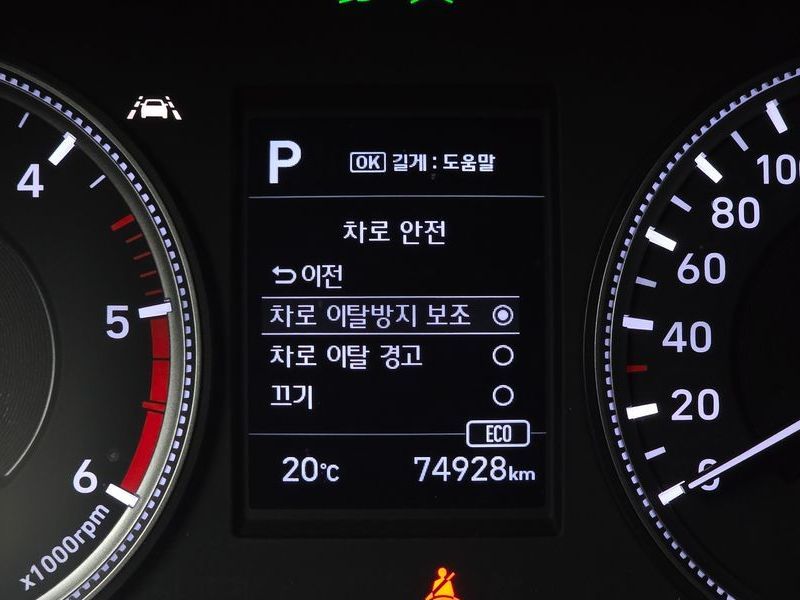 P OK 길게 : 도움말
차로 안전
이전
차로 이탈방지 보조
차로 이탈 경고
끄기
ECO
20℃ 74928km
4
5
6
x1000rpm
100
80
60
40
20
0